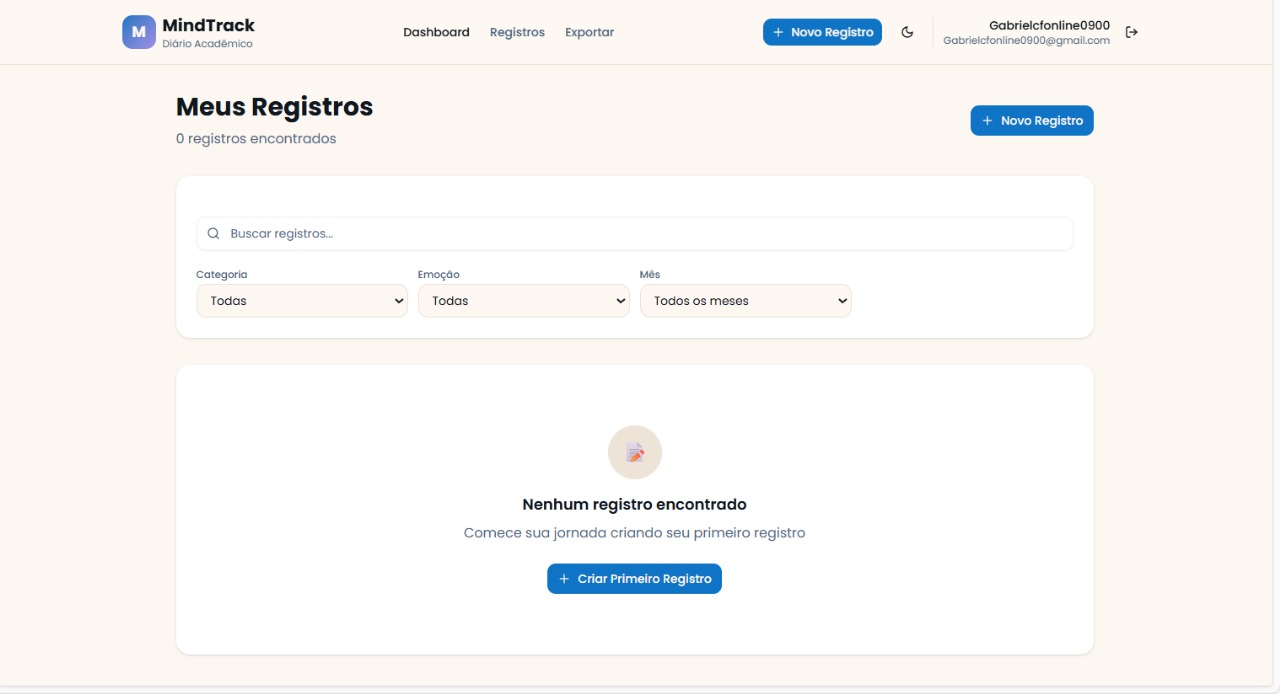 M
MindTrack
Diário Acadêmico
Dashboard
Registros
Exportar
+ Novo Registro
Gabrielcfonline0900
Gabrielcfonline0900@gmail.com
Meus Registros
0 registros encontrados
+ Novo Registro
Buscar registros...
Categoria
Emoção
Mês
Todas
Todas
Todos os meses
Nenhum registro encontrado
Comece sua jornada criando seu primeiro registro
+ Criar Primeiro Registro